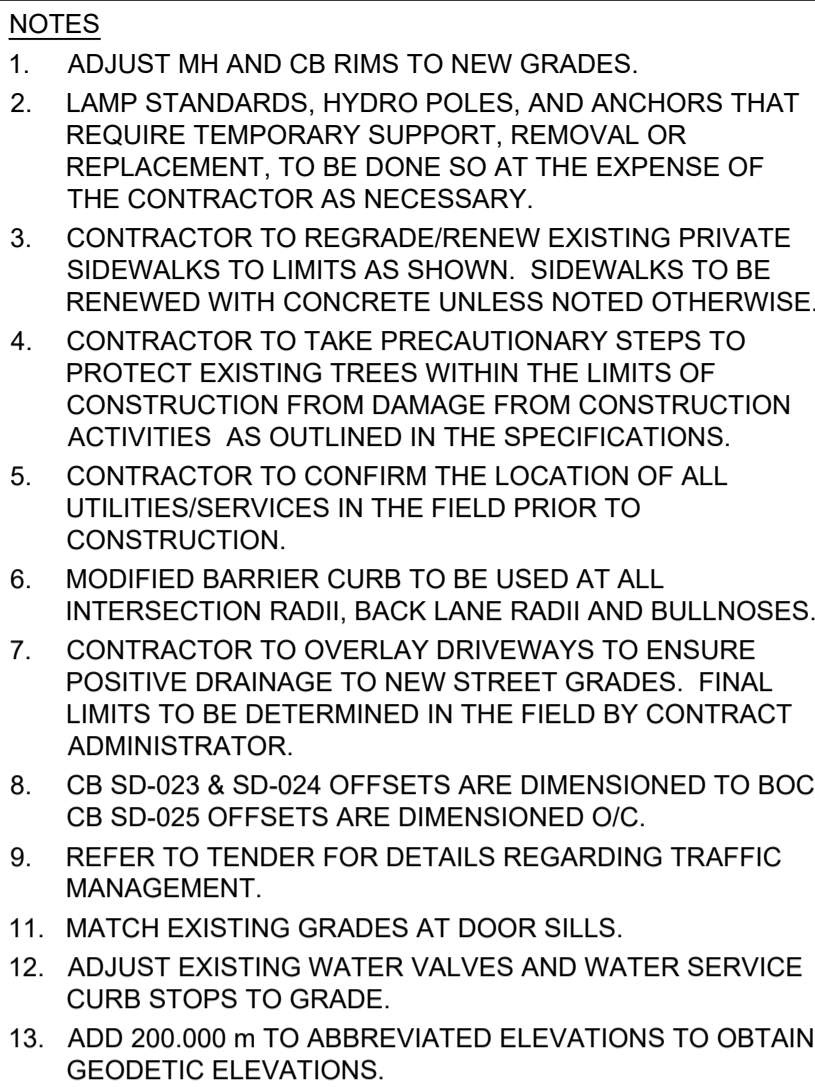 NOTES
1. ADJUST MH AND CB RIMS TO NEW GRADES.
2. LAMP STANDARDS, HYDRO POLES, AND ANCHORS THAT
REQUIRE TEMPORARY SUPPORT, REMOVAL OR
REPLACEMENT, TO BE DONE SO AT THE EXPENSE OF
THE CONTRACTOR AS NECESSARY.
3. CONTRACTOR TO REGRADE/RENEW EXISTING PRIVATE
SIDEWALKS TO LIMITS AS SHOWN. SIDEWALKS TO BE
RENEWED WITH CONCRETE UNLESS NOTED OTHERWISE.
4. CONTRACTOR TO TAKE PRECAUTIONARY STEPS TO
PROTECT EXISTING TREES WITHIN THE LIMITS OF
CONSTRUCTION FROM DAMAGE FROM CONSTRUCTION
ACTIVITIES AS OUTLINED IN THE SPECIFICATIONS.
5. CONTRACTOR TO CONFIRM THE LOCATION OF ALL
UTILITIES/SERVICES IN THE FIELD PRIOR TO
CONSTRUCTION.
6. MODIFIED BARRIER CURB TO BE USED AT ALL
INTERSECTION RADII, BACK LANE RADII AND BULLNOSES.
7. CONTRACTOR TO OVERLAY DRIVEWAYS TO ENSURE
POSITIVE DRAINAGE TO NEW STREET GRADES. FINAL
LIMITS TO BE DETERMINED IN THE FIELD BY CONTRACT
ADMINISTRATOR.
8. CB SD-023 & SD-024 OFFSETS ARE DIMENSIONED TO BOC
CB SD-025 OFFSETS ARE DIMENSIONED O/C.
9. REFER TO TENDER FOR DETAILS REGARDING TRAFFIC
MANAGEMENT.
11. MATCH EXISTING GRADES AT DOOR SILLS.
12. ADJUST EXISTING WATER VALVES AND WATER SERVICE
CURB STOPS TO GRADE.
13. ADD 200.000 m TO ABBREVIATED ELEVATIONS TO OBTAIN
GEODETIC ELEVATIONS.